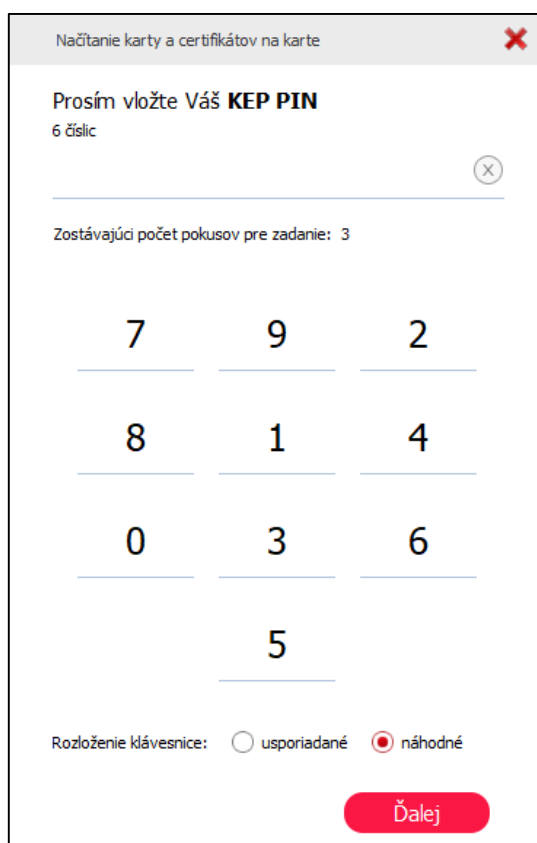 Načítanie karty a certifikátov na karte
Prosím vložte Váš KEP PIN
6 číslic
Zostávajúci počet pokusov pre zadanie: 3
7 9 2
8 1 4
0 3 6
5
Rozloženie klávesnice: usporiadané náhodné
Ďalej